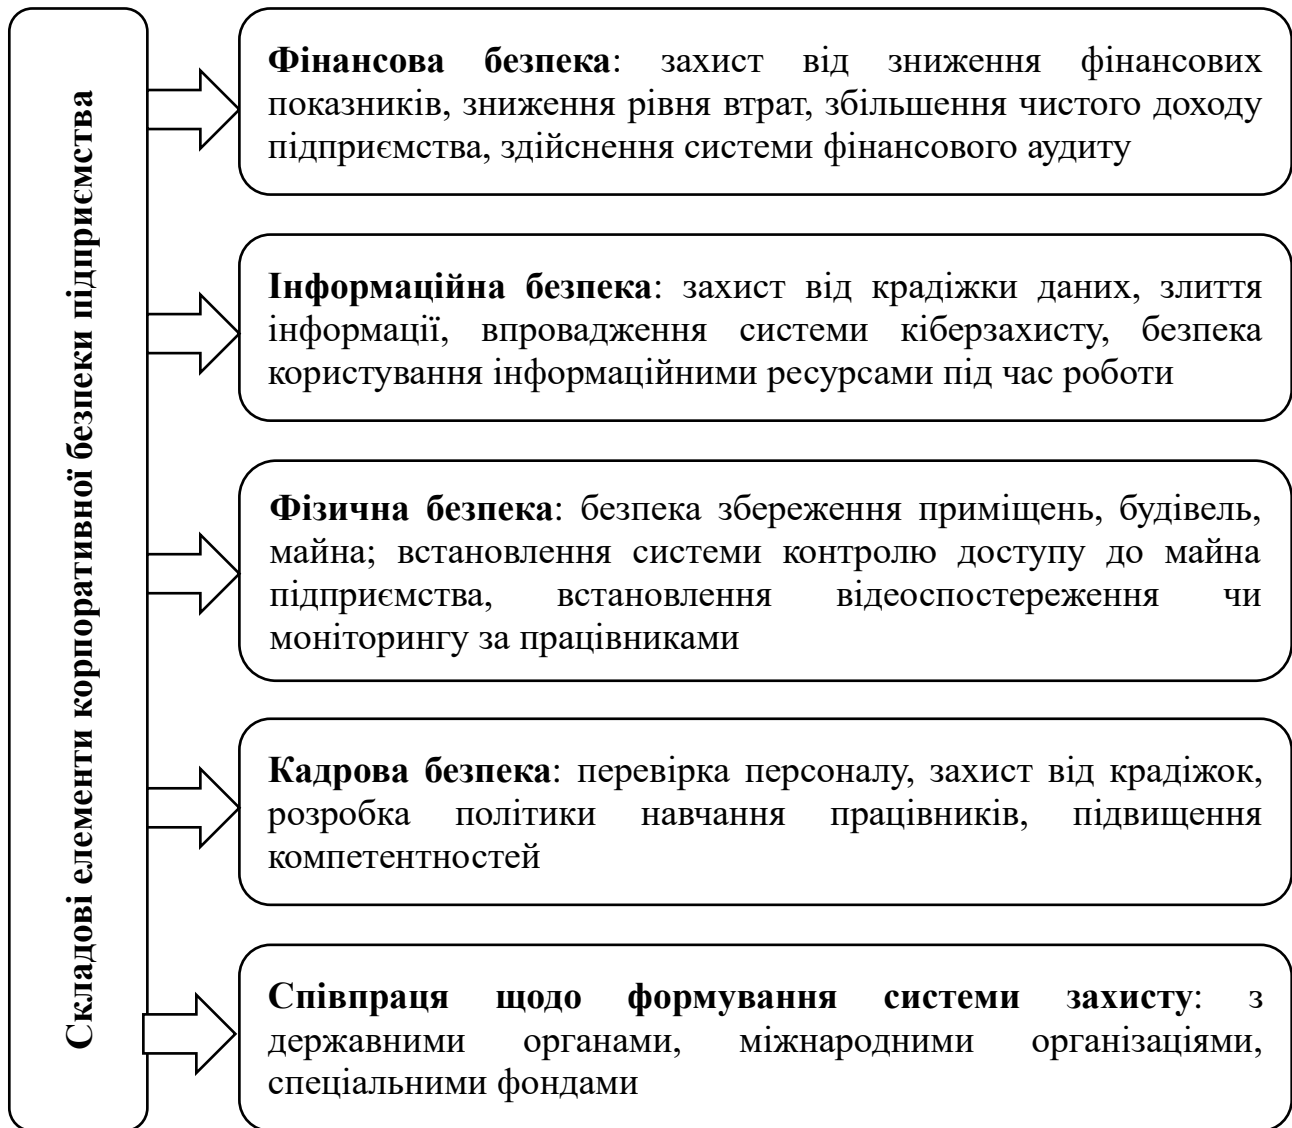 Складові елементи корпоративної безпеки підприємства
Фінансова безпека: захист від зниження фінансових
показників, зниження рівня втрат, збільшення чистого доходу
підприємства, здійснення системи фінансового аудиту
Інформаційна безпека: захист від крадіжки даних, злиття
інформації, впровадження системи кіберзахисту, безпека
користування інформаційними ресурсами під час роботи
Фізична безпека: безпека збереження приміщень, будівель,
майна; встановлення системи контролю доступу до майна
підприємства, встановлення відеоспостереження чи
моніторингу за працівниками
Кадрова безпека: перевірка персоналу, захист від крадіжок,
розробка політики навчання працівників, підвищення
компетентностей
Співпраця щодо формування системи захисту: з
державними органами, міжнародними організаціями,
спеціальними фондами